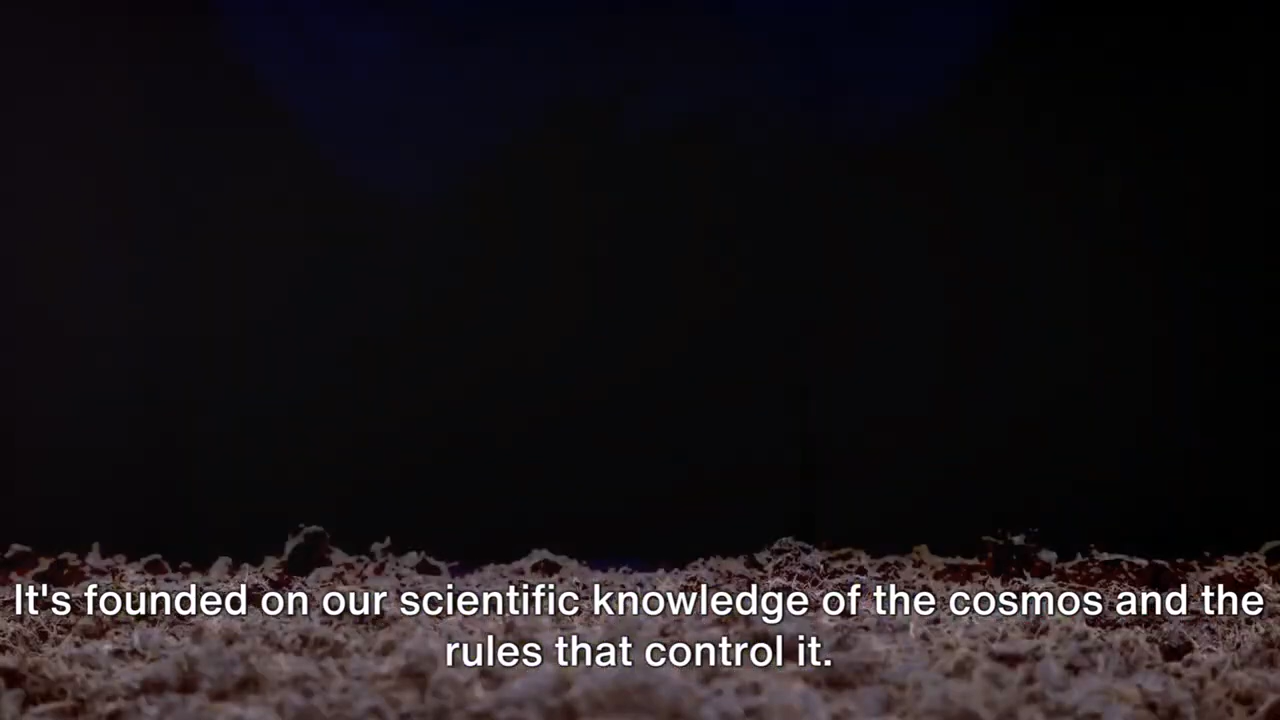 It's founded on our scientific knowledge of the cosmos and the
rules that control it.